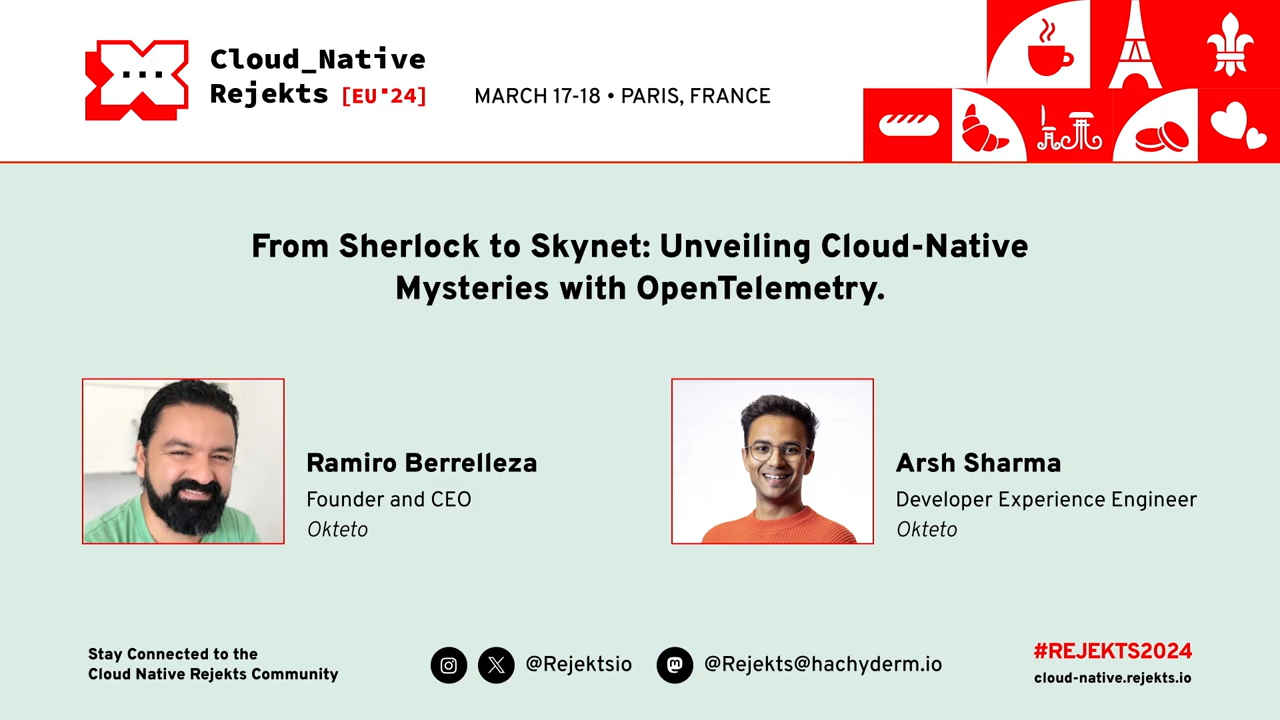 Cloud_Native
Rejekts [EU'24]
MARCH 17-18 • PARIS, FRANCE
From Sherlock to Skynet: Unveiling Cloud-Native
Mysteries with OpenTelemetry.
Ramiro Berrelleza
Founder and CEO
Okteto
Arsh Sharma
Developer Experience Engineer
Okteto
Stay Connected to the
Cloud Native Rejekts Community
@Rejektsio
@Rejekts@hachyderm.io
#REJEKTS2024
cloud-native.rejekts.io